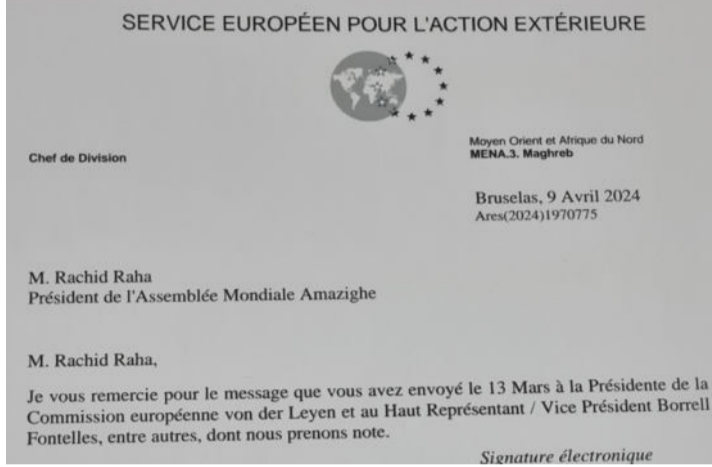 SERVICE EUROPÉEN POUR L'ACTION EXTÉRIEURE
Chef de Division
Moyen Orient et Afrique du Nord
MENA.3. Maghreb
Bruselas, 9 Avril 2024
Ares(2024)1970775
M. Rachid Raha
Président de l'Assemblée Mondiale Amazighe
M. Rachid Raha,
Je vous remercie pour le message que vous avez envoyé le 13 Mars à la Présidente de la
Commission européenne von der Leyen et au Haut Représentant / Vice Président Borrell
Fontelles, entre autres, dont nous prenons note.
Signature électronique